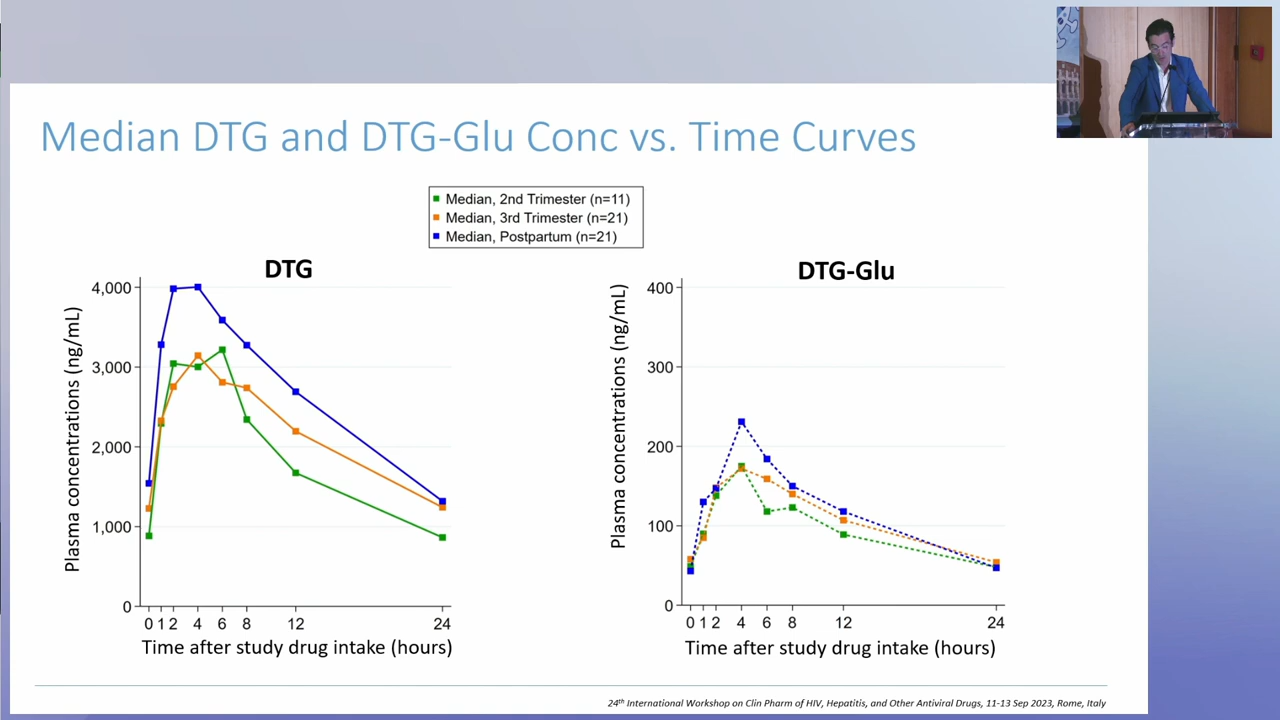 Median DTG and DTG-Glu Conc vs. Time Curves
Median, 2nd Trimester (n=11)
Median, 3rd Trimester (n=21)
Median, Postpartum (n=21)
DTG
Plasma concentrations (ng/mL)
4,000
3,000
2,000
1,000
0
0 1 2 4 6 8 12 24
Time after study drug intake (hours)
DTG-Glu
Plasma concentrations (ng/mL)
400
300
200
100
0
0 1 2 4 6 8 12 24
Time after study drug intake (hours)
24th International Workshop on Clin Pharm of HIV, Hepatitis, and Other Antiviral Drugs, 11-13 Sep 2023, Rome, Italy